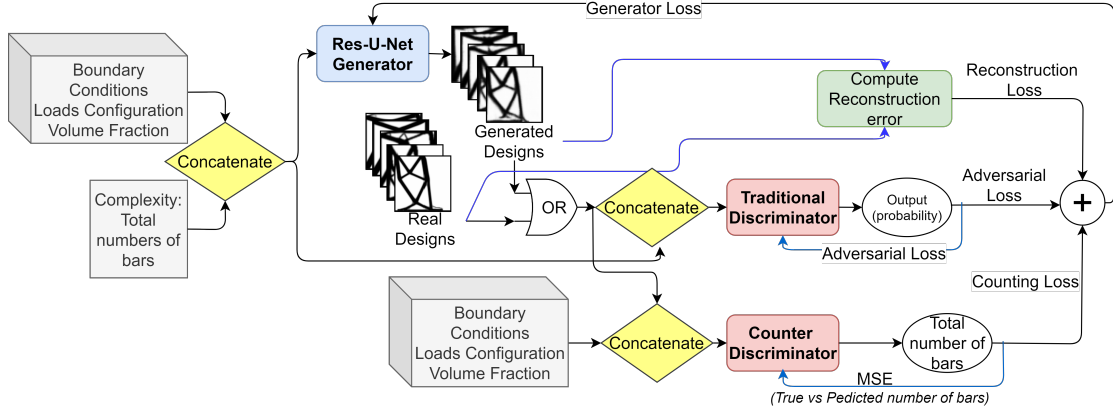 Generator Loss
Res-U-Net
Generator
Boundary
Conditions
Loads Configuration
Volume Fraction
Compute
Reconstruction
error
Reconstruction
Loss
Generated
Designs
Concatenate
Complexity:
Total
numbers of
bars
Real
Designs
OR
Concatenate
Traditional
Discriminator
Output
(probability)
Adversarial
Loss
+
Adversarial Loss
Counting Loss
Boundary
Conditions
Loads Configuration
Volume Fraction
Concatenate
Counter
Discriminator
Total
number of
bars
MSE
(True vs Pedicted number of bars)